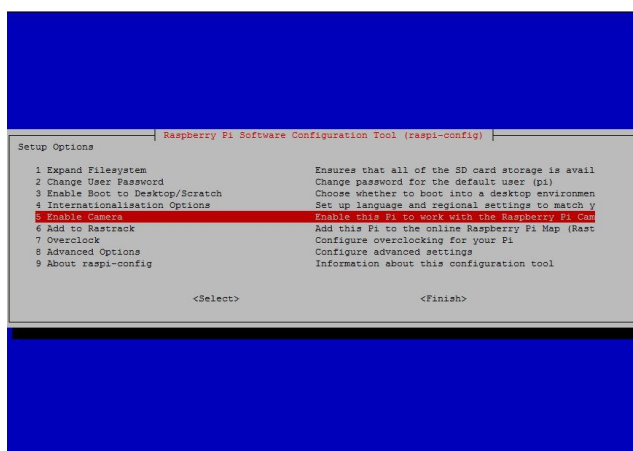 Raspberry Pi Software Configuration Tool (raspi-config)
Setup Options
1 Expand Filesystem Ensures that all of the SD card storage is avail
2 Change User Password Change password for the default user (pi)
3 Enable Boot to Desktop/Scratch Choose whether to boot into a desktop environmen
4 Internationalisation Options Set up language and regional settings to match y
5 Enable Camera Enable this Pi to work with the Raspberry Pi Cam
6 Add to Rastrack Add this Pi to the online Raspberry Pi Map (Rast
7 Overclock Configure overclocking for your Pi
8 Advanced Options Configure advanced settings
9 About raspi-config Information about this configuration tool
<Select> <Finish>